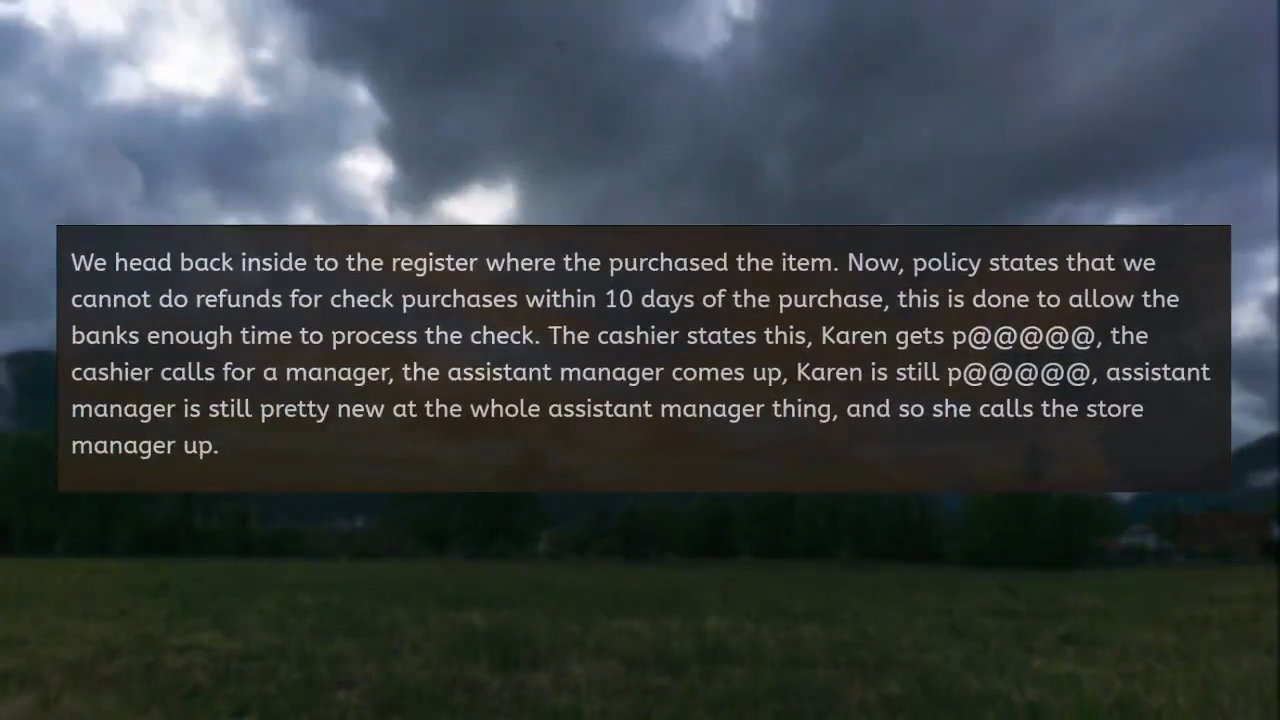 We head back inside to the register where the purchased the item. Now, policy states that we
cannot do refunds for check purchases within 10 days of the purchase, this is done to allow the
banks enough time to process the check. The cashier states this, Karen gets p@@@@@, the
cashier calls for a manager, the assistant manager comes up, Karen is still p@@@@@, assistant
manager is still pretty new at the whole assistant manager thing, and so she calls the store
manager up.